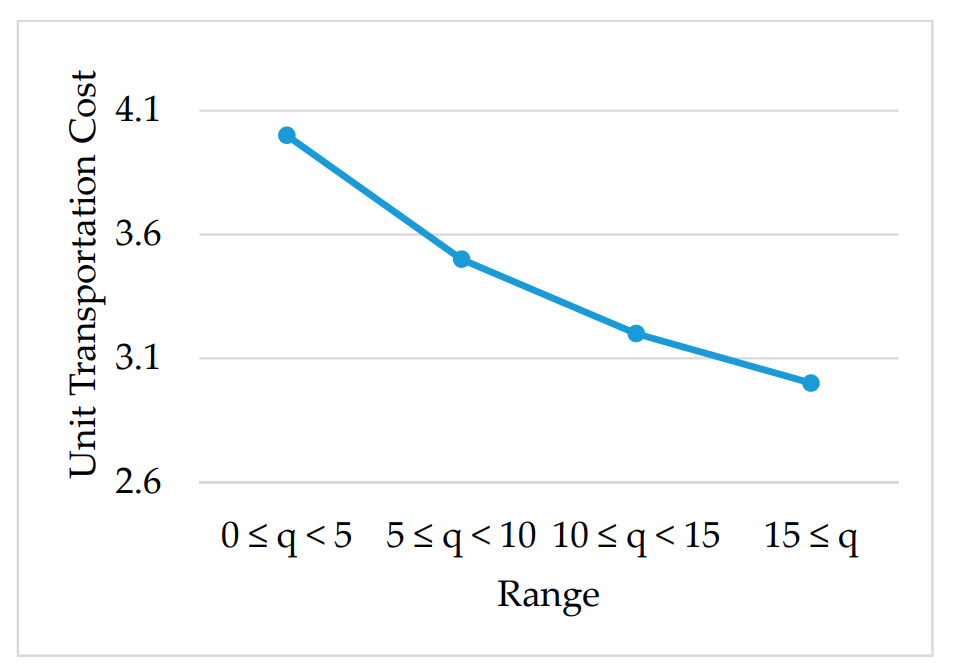 Unit Transportation Cost
4.1
3.6
3.1
2.6
0 ≤ q < 5 5 ≤ q < 10 10 ≤ q < 15 15 ≤ q
Range